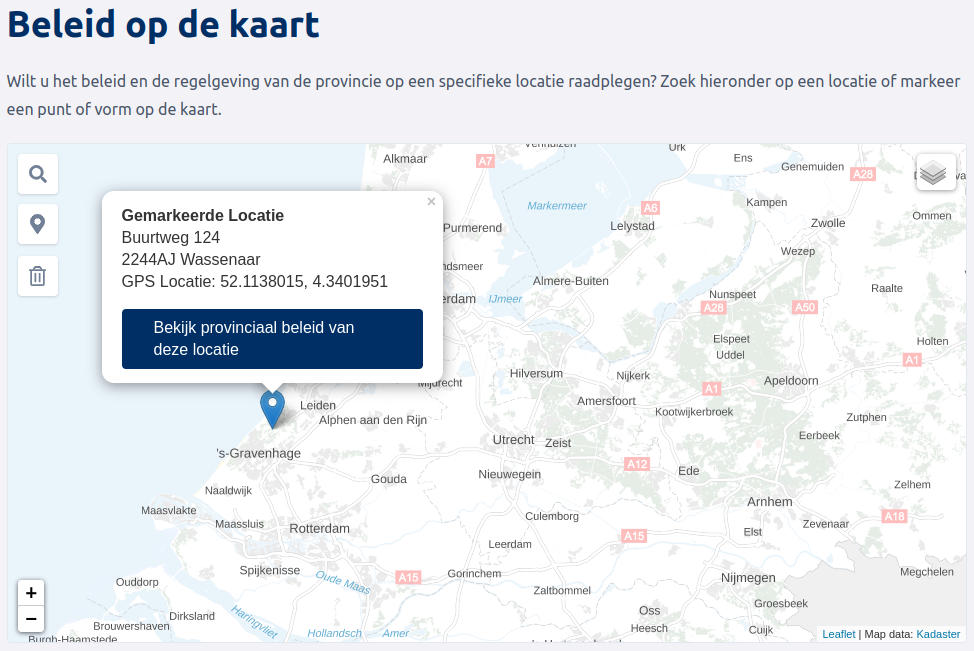 Beleid op de kaart
Wilt u het beleid en de regelgeving van de provincie op een specifieke locatie raadplegen? Zoek hieronder op een locatie of markeer
een punt of vorm op de kaart.
Alkmaar
A7
Urk
Ens
Genemuiden
A28
Markermeer
A6
Kampen
Ommen
Purmerend
Lelystad
Zwolle
Gemarkeerde Locatie
×
Buurtweg 124
2244AJ Wassenaar
GPS Locatie: 52.1138015, 4.3401951
Bekijk provinciaal beleid van
deze locatie
Wezep
ndsmeer
Almere-Buiten
Raalte
erdam
IJmeer
Nunspeet
A28
A50
Elspeet
Holten
Uddel
A1
Hilversum
Nijkerk
Apeldoorn
Mijdrecht
A1
Leiden
Amersfoort
Kootwijkerbroek
Alphen aan den Rijn
Zutphen
Utrecht
Zeist
Eerbeek
's-Gravenhage
A12
Ede
Gouda
Nieuwegein
Zelhem
Naaldwijk
Arnhem
Maasvlakte
Culemborg
A18
Maassluis
Rotterdam
Zevenaar
Elst
A15
Leerdam
Spijkenisse
Gorinchem
Megchelen
Oude Maas
A15
Nijmegen
Ouddorp
Zaltbommel
+
−
Groesbeek
Haringvliet
Dirksland
Oss
Brouwershaven
Heesch
Cuijk
Burgh-Haamstede
Hollandsch
Amer
Leaflet | Map data: Kadaster